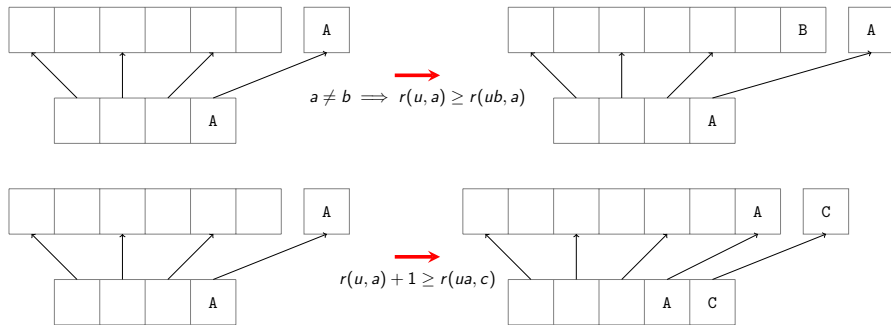 A B A
a ≠ b ⟹ r(u, a) ≥ r(ub, a)
A A
A A C
r(u, a) + 1 ≥ r(ua, c)
A A C